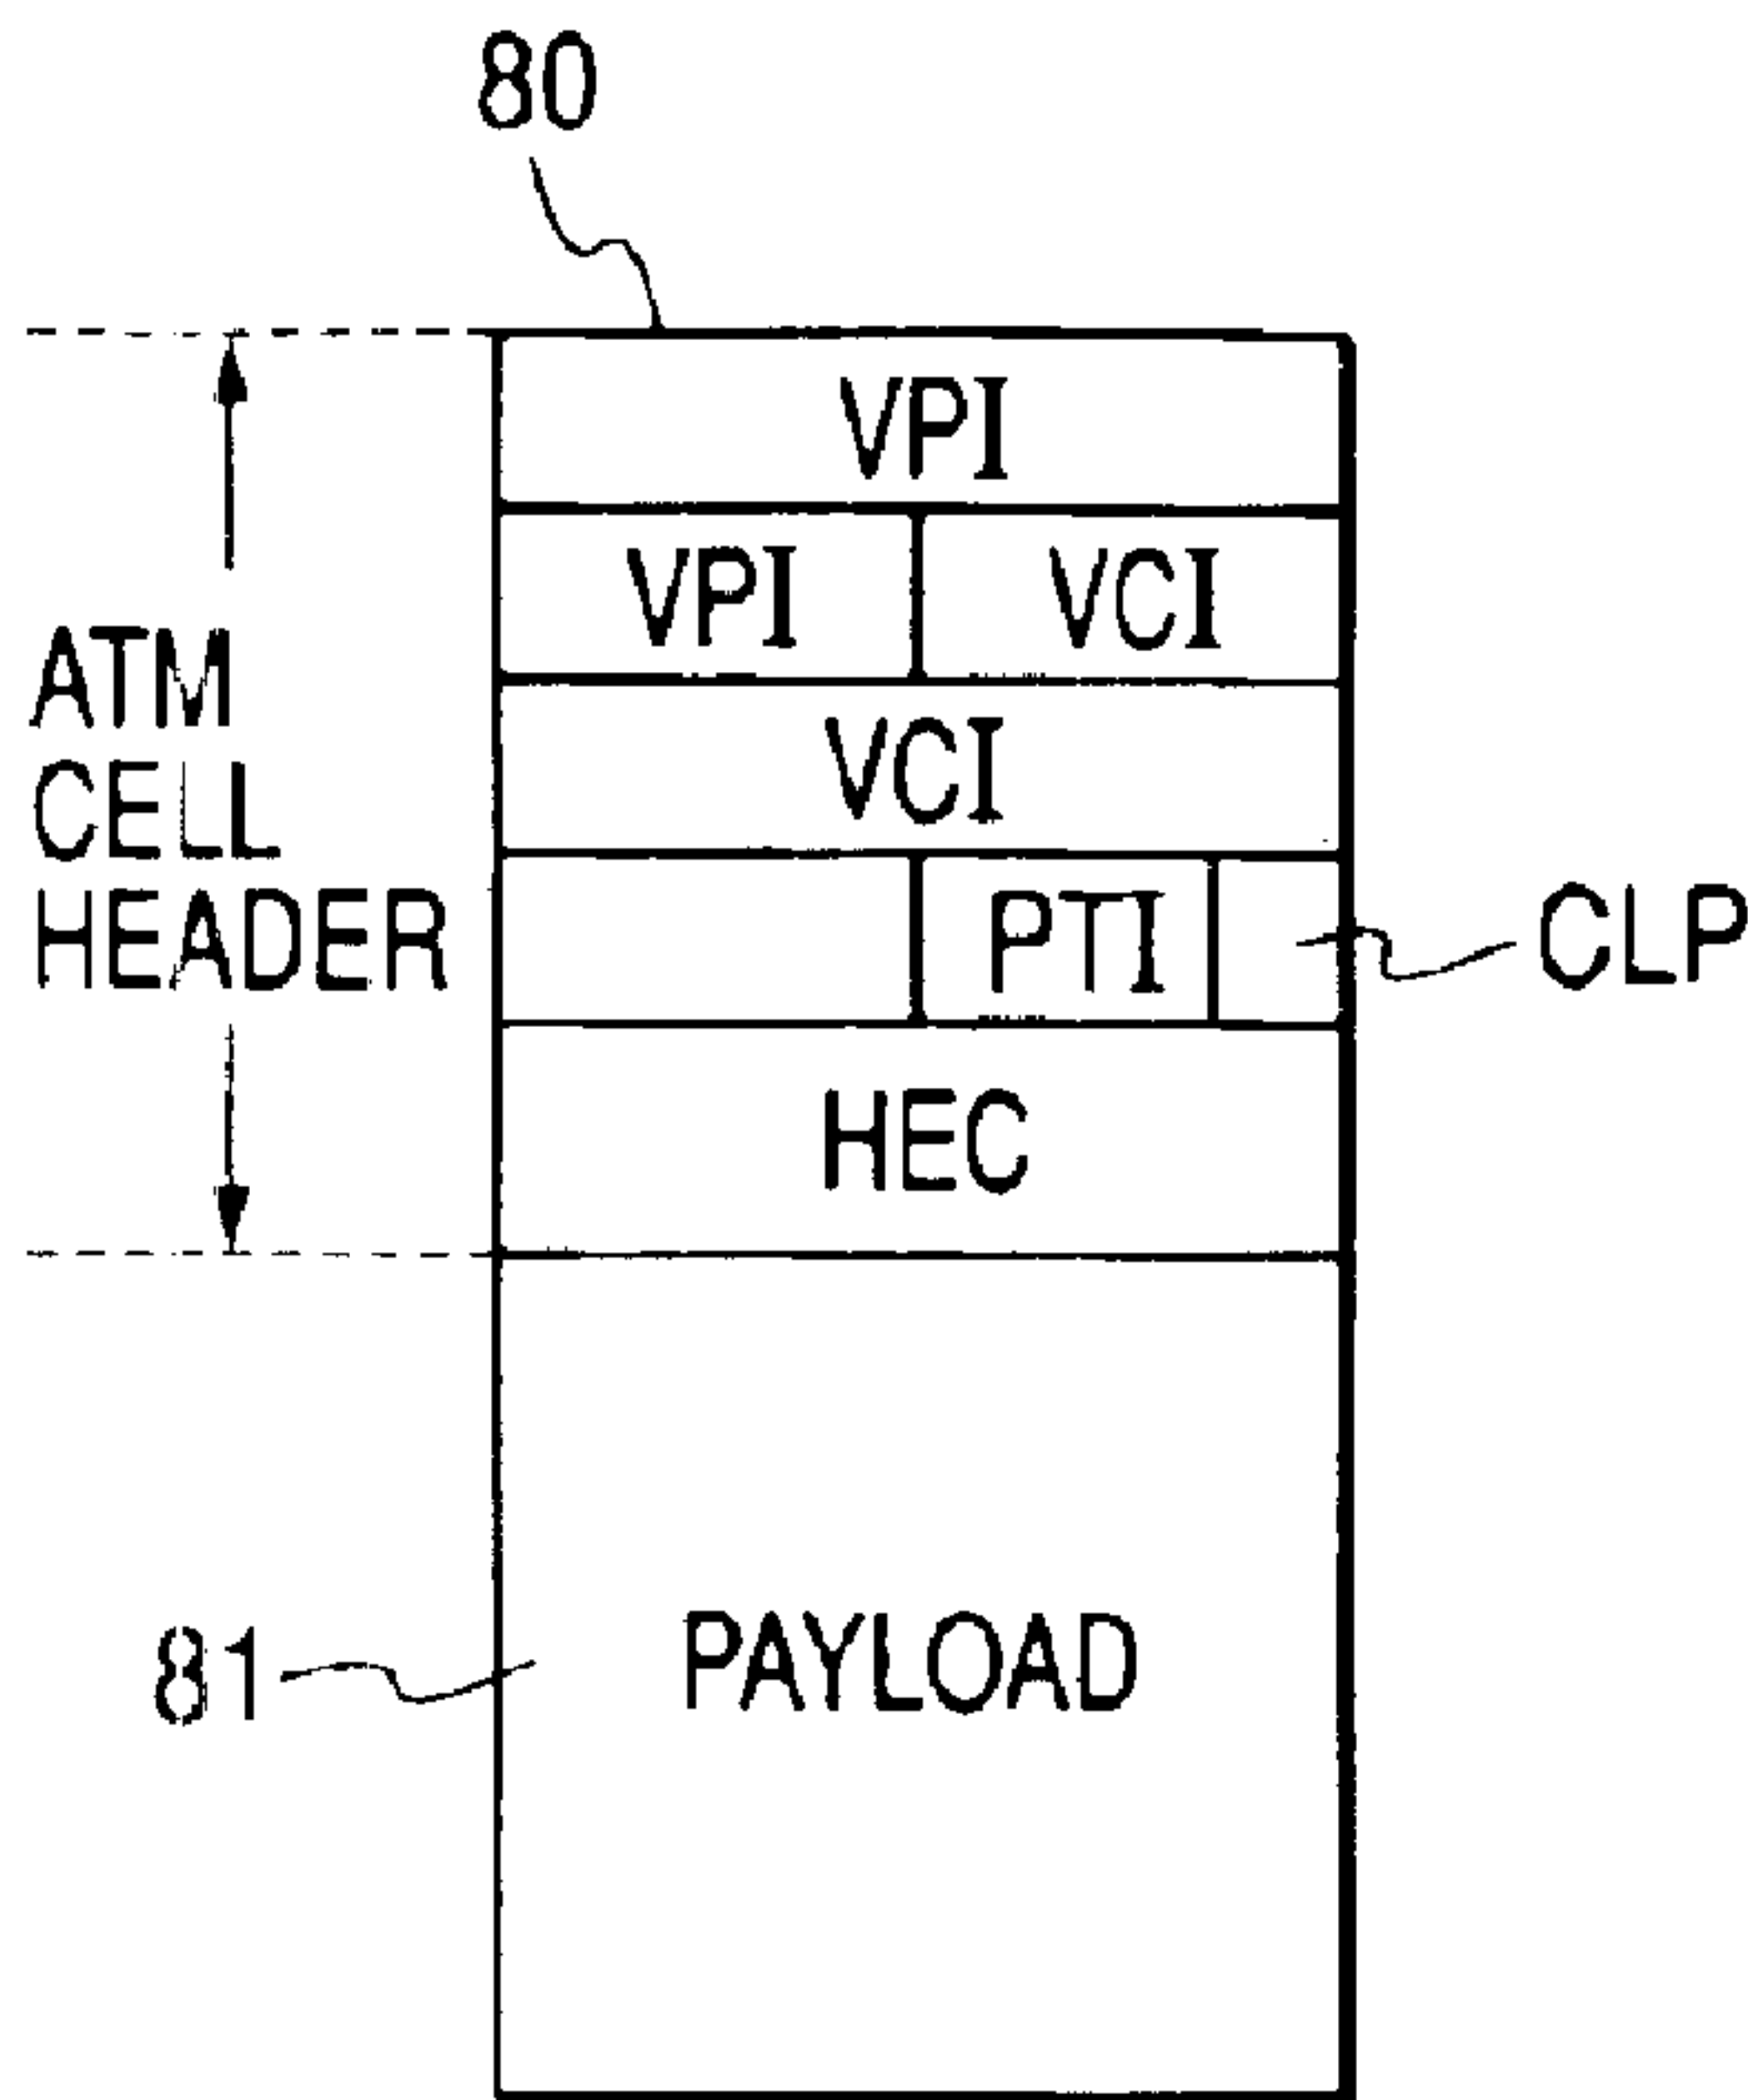 80
VPI
VPI VCI
ATM
CELL
HEADER
VCI
PTI
CLP
HEC
81
PAYLOAD